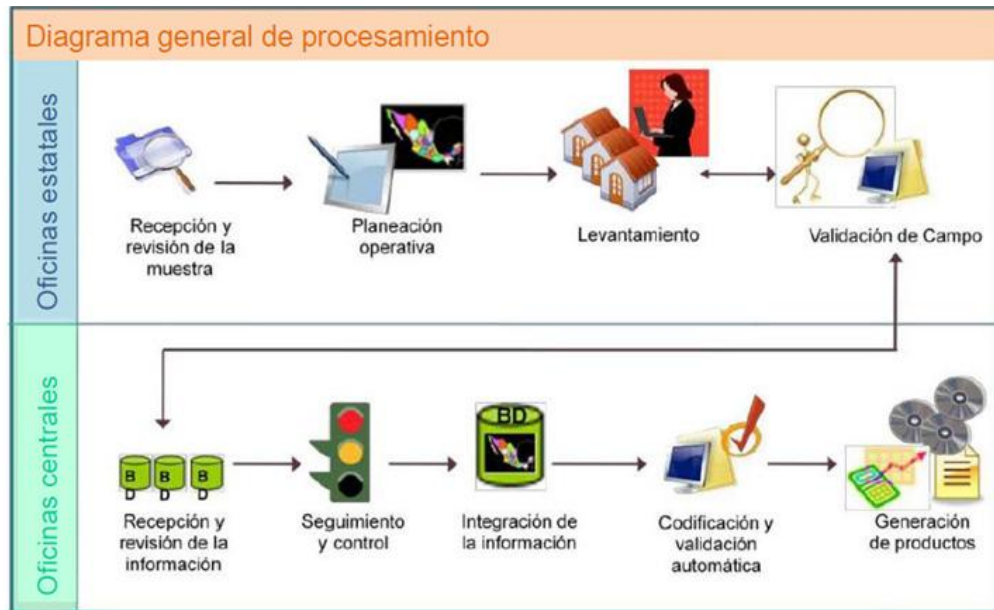 Diagrama general de procesamiento
Oficinas estatales
Recepción y
revisión de la
muestra
Planeación
operativa
Levantamiento
Validación de Campo
Oficinas centrales
B
D
B
D
B
D
Recepción y
revisión de la
información
Seguimiento
y control
BD
Integración de
la información
Codificación y
validación
automática
Generación
de productos